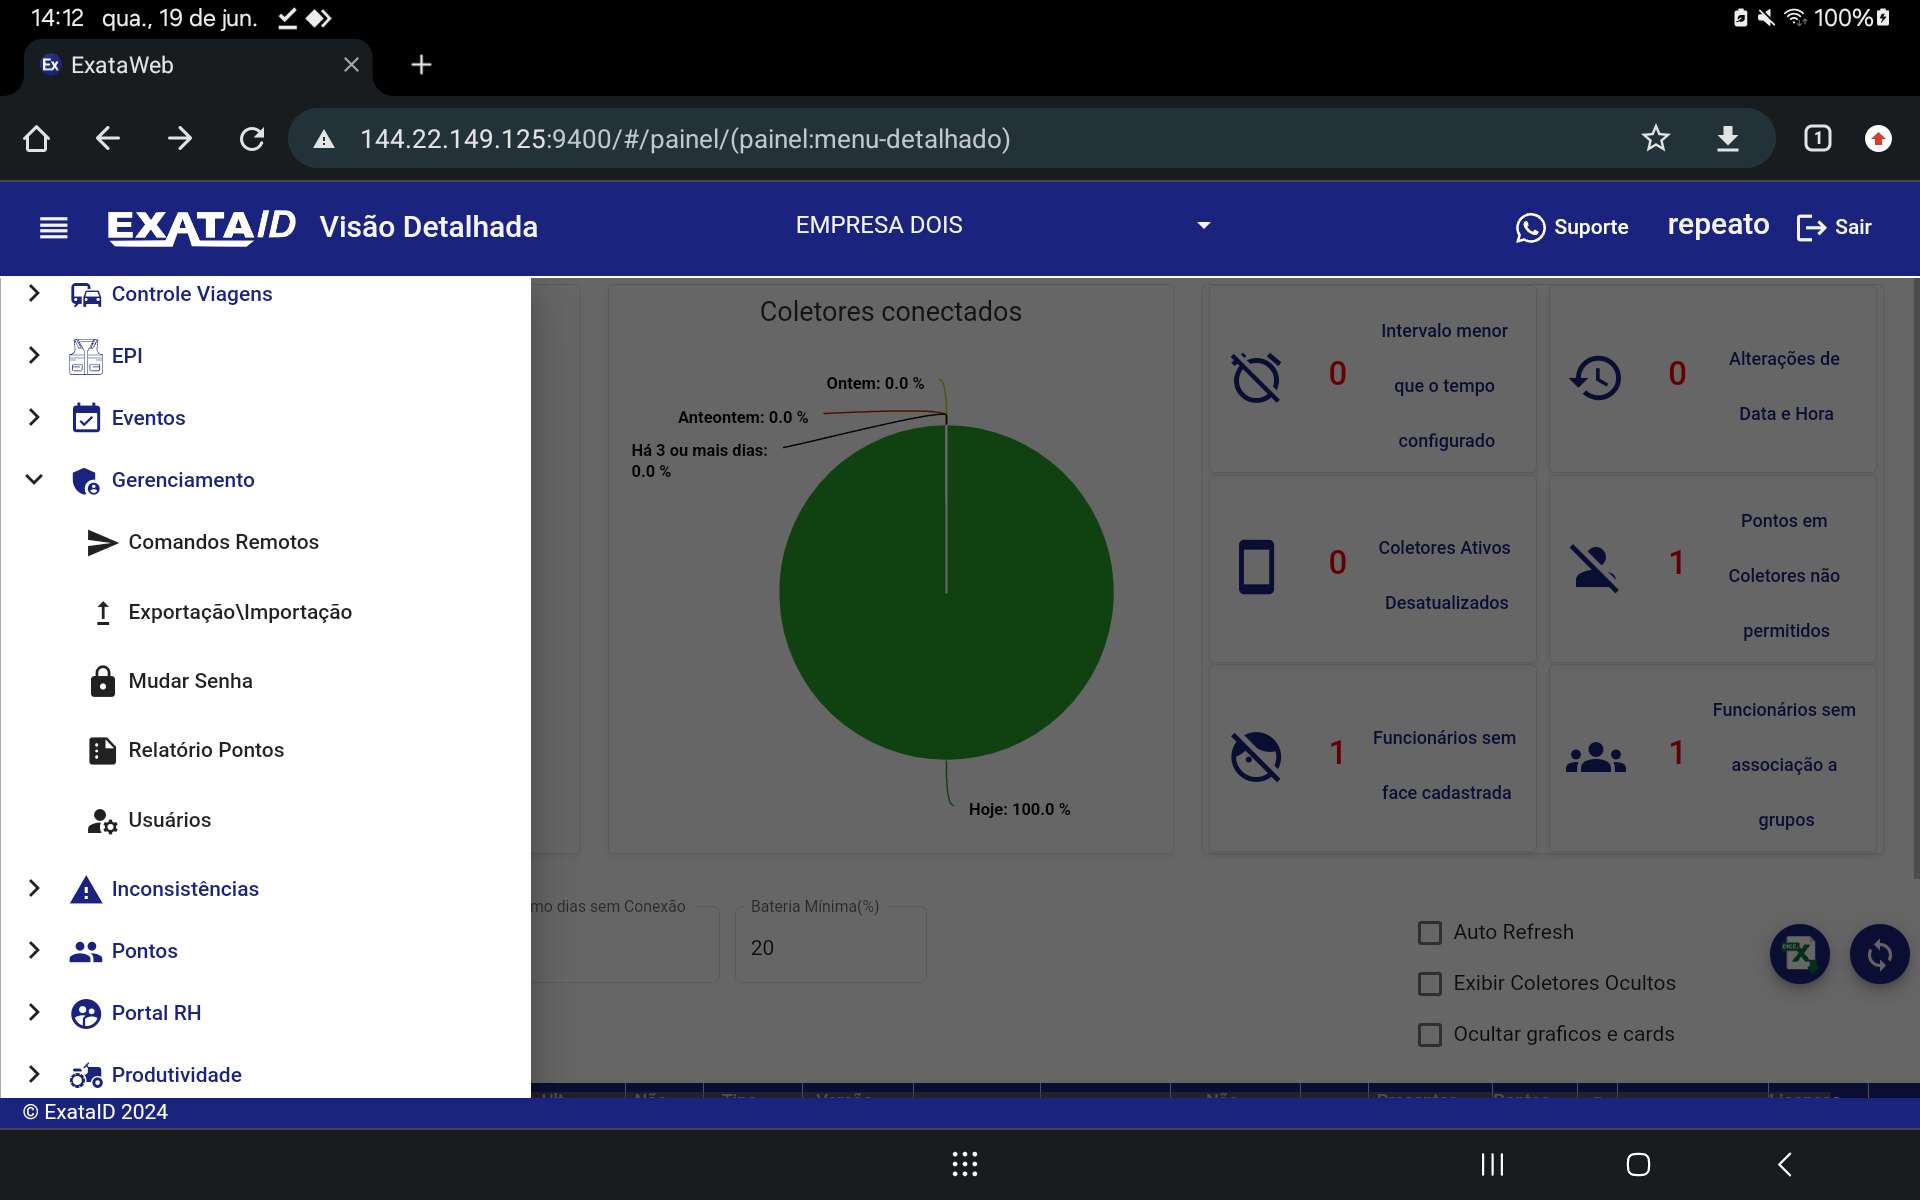 14:12 qua., 19 de jun. 100%
Ex ExataWeb
144.22.149.125:9400/#/painel/(painel:menu-detalhado) 1
EXATAID Visão Detalhada EMPRESA DOIS Suporte repeato Sair
Controle Viagens
EPI
Eventos
Gerenciamento
Comandos Remotos
Exportação\Importação
Mudar Senha
Relatório Pontos
Usuários
Inconsistências
Pontos
Portal RH
Produtividade
Coletores conectados
Ontem: 0.0 %
Anteontem: 0.0 %
Há 3 ou mais dias:
0.0 %
Hoje: 100.0 %
0 Intervalo menor
que o tempo
configurado
0 Alterações de
Data e Hora
0 Coletores Ativos
Desatualizados
1 Pontos em
Coletores não
permitidos
1 Funcionários sem
face cadastrada
1 Funcionários sem
associação a
grupos
mo dias sem Conexão
Bateria Mínima(%)
20
Auto Refresh
Exibir Coletores Ocultos
Ocultar graficos e cards
© ExataID 2024